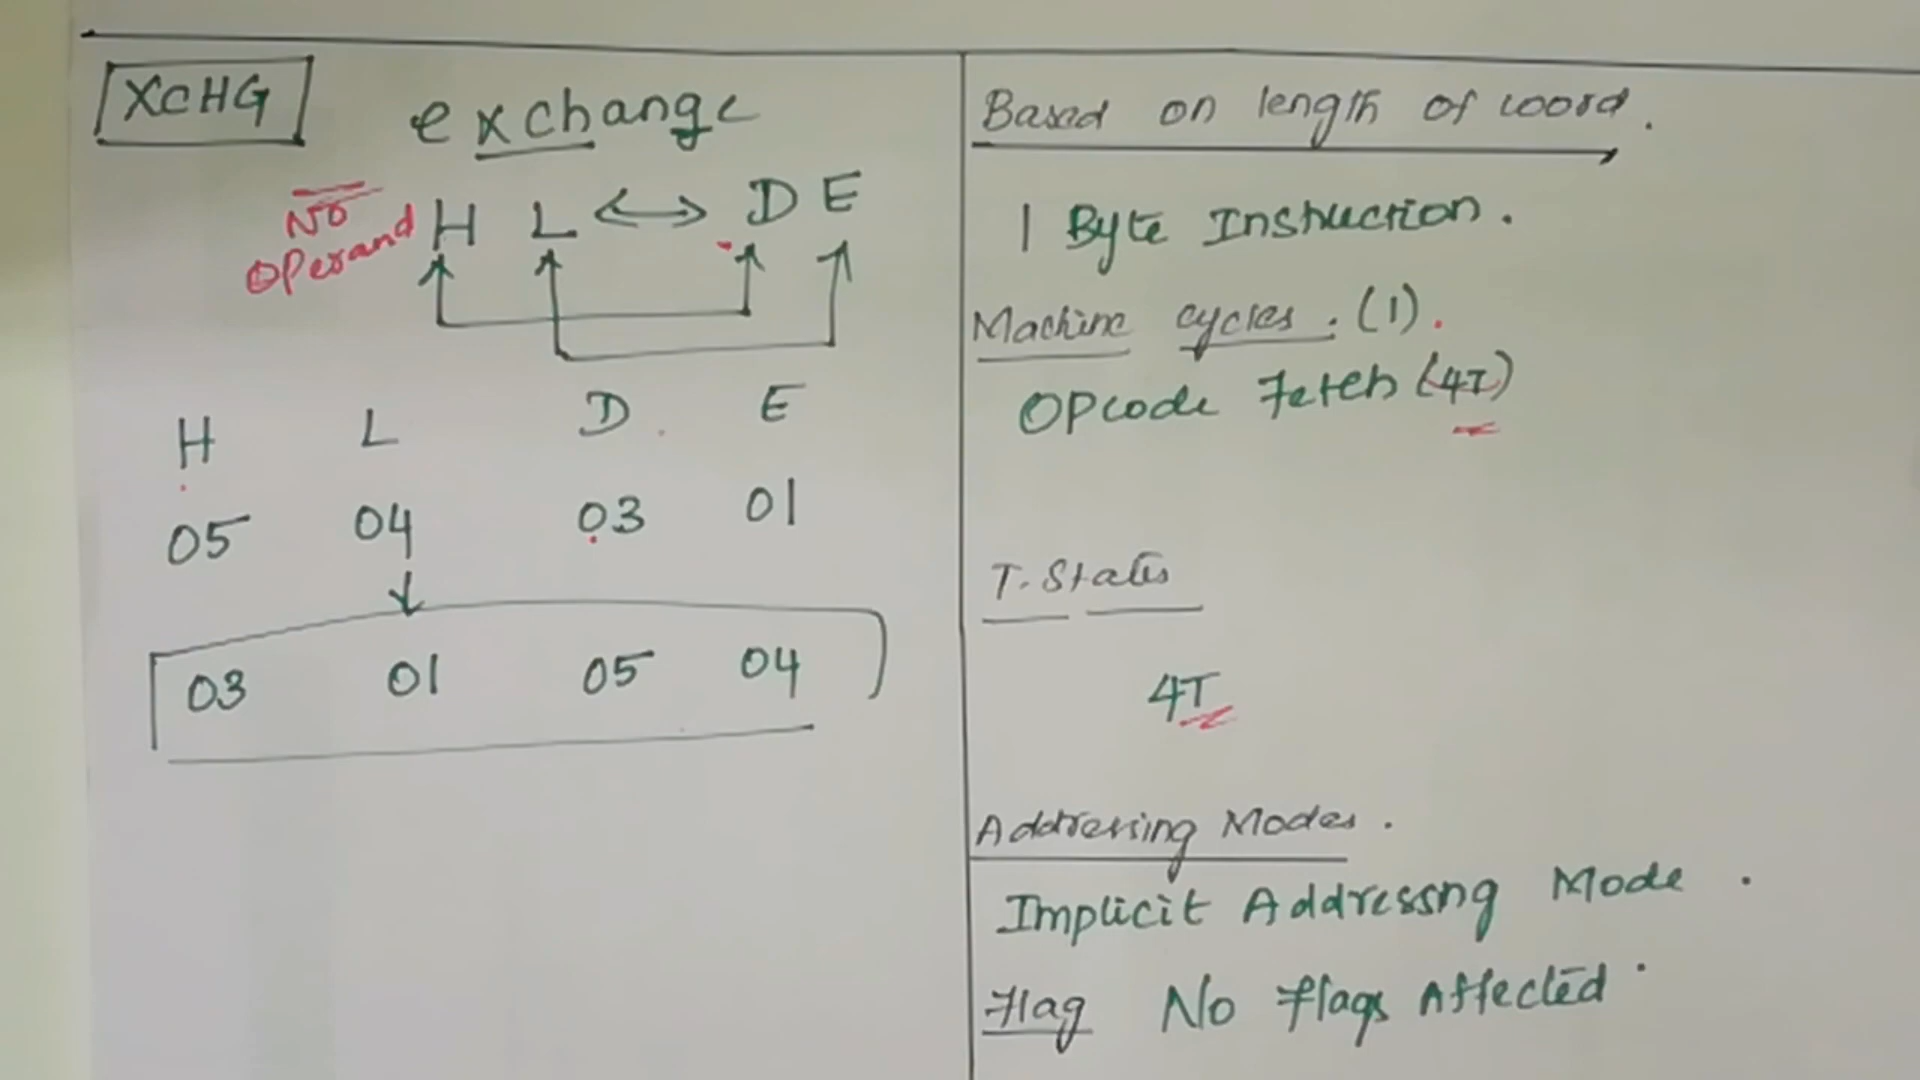 XCHG
exchange
No
Operand
H L ⟷ D E
H L D E
05 04 03 01
03 01 05 04
Based on length of word.
1 Byte Instruction.
Machine cycles. (1).
OPcode Fetch (4T)
T. States
4T
Addressing Modes.
Implicit Addressng Mode.
Flag No Flags Affected.